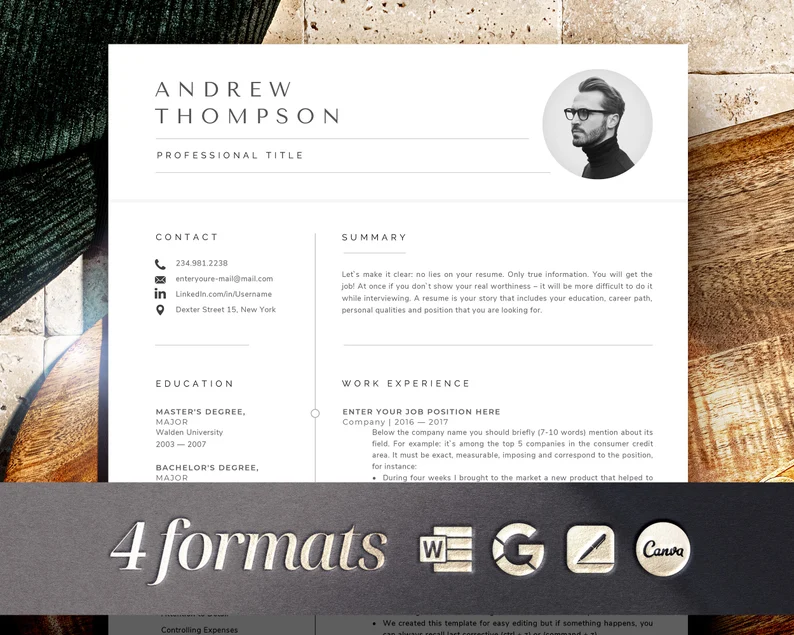 ANDREW
THOMPSON
PROFESSIONAL TITLE
CONTACT
234.981.2238
enteryoure-mail@mail.com
LinkedIn.com/in/Username
Dexter Street 15, New York
SUMMARY
Let`s make it clear: no lies on your resume. Only true information. You will get the
job! At once if you don`t show your real worthiness – it will be more difficult to do it
while interviewing. A resume is your story that includes your education, career path,
personal qualities and position that you are looking for.
EDUCATION
MASTER'S DEGREE,
MAJOR
Walden University
2003 — 2007
BACHELOR'S DEGREE,
MAJOR
WORK EXPERIENCE
ENTER YOUR JOB POSITION HERE
Company | 2016 — 2017
Below the company name you should briefly (7-10 words) mention about its
field. For example: it`s among the top 5 companies in the consumer credit
area. It must be exact, measurable, imposing and correspond to the position,
for instance:
• During four weeks I brought to the market a new product that helped to
4 formats
W
G
Canva
Attention to Detail
Controlling Expenses
• We created this template for easy editing but if something happens, you
can always recall last corrective (ctrl + z) or (command + z)